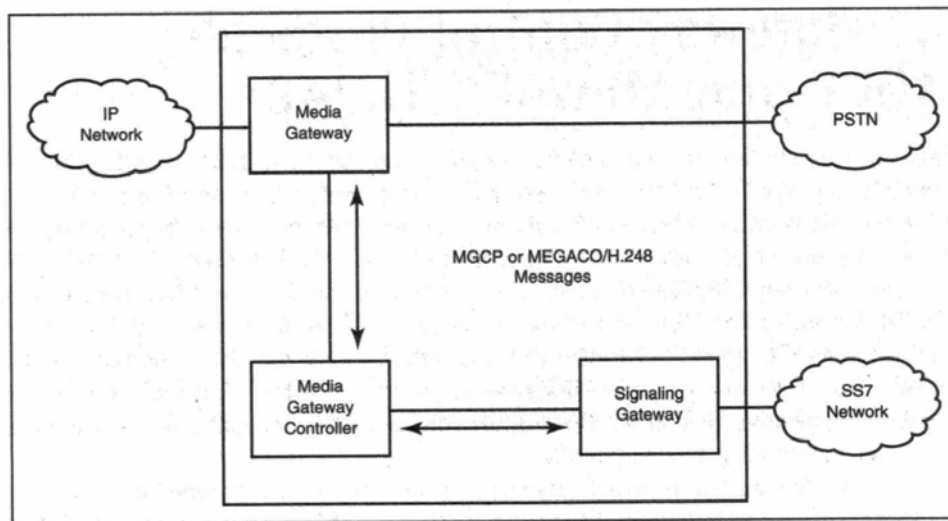 IP
Network
Media
Gateway
PSTN
MGCP or MEGACO/H.248
Messages
Media
Gateway
Controller
Signaling
Gateway
SS7
Network